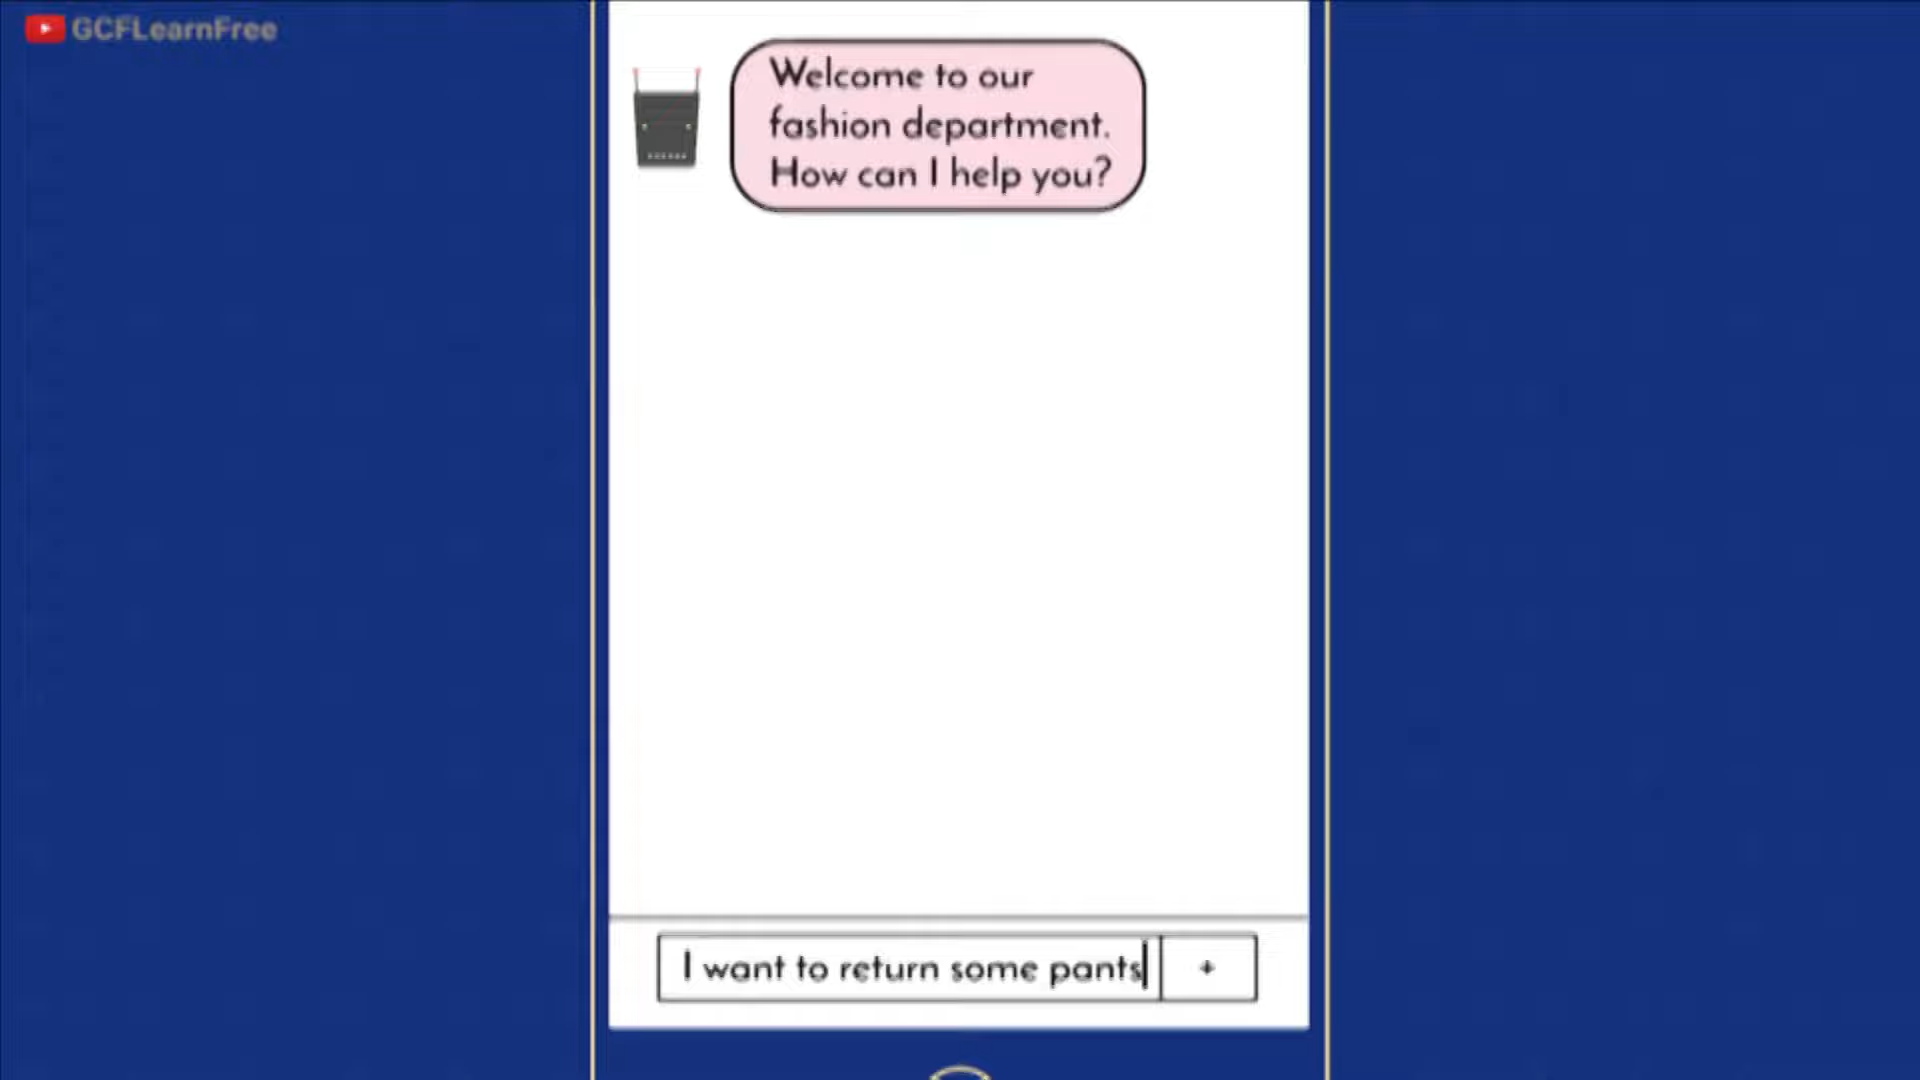 GCFLearnFree
Welcome to our
fashion department.
How can I help you?
I want to return some pants